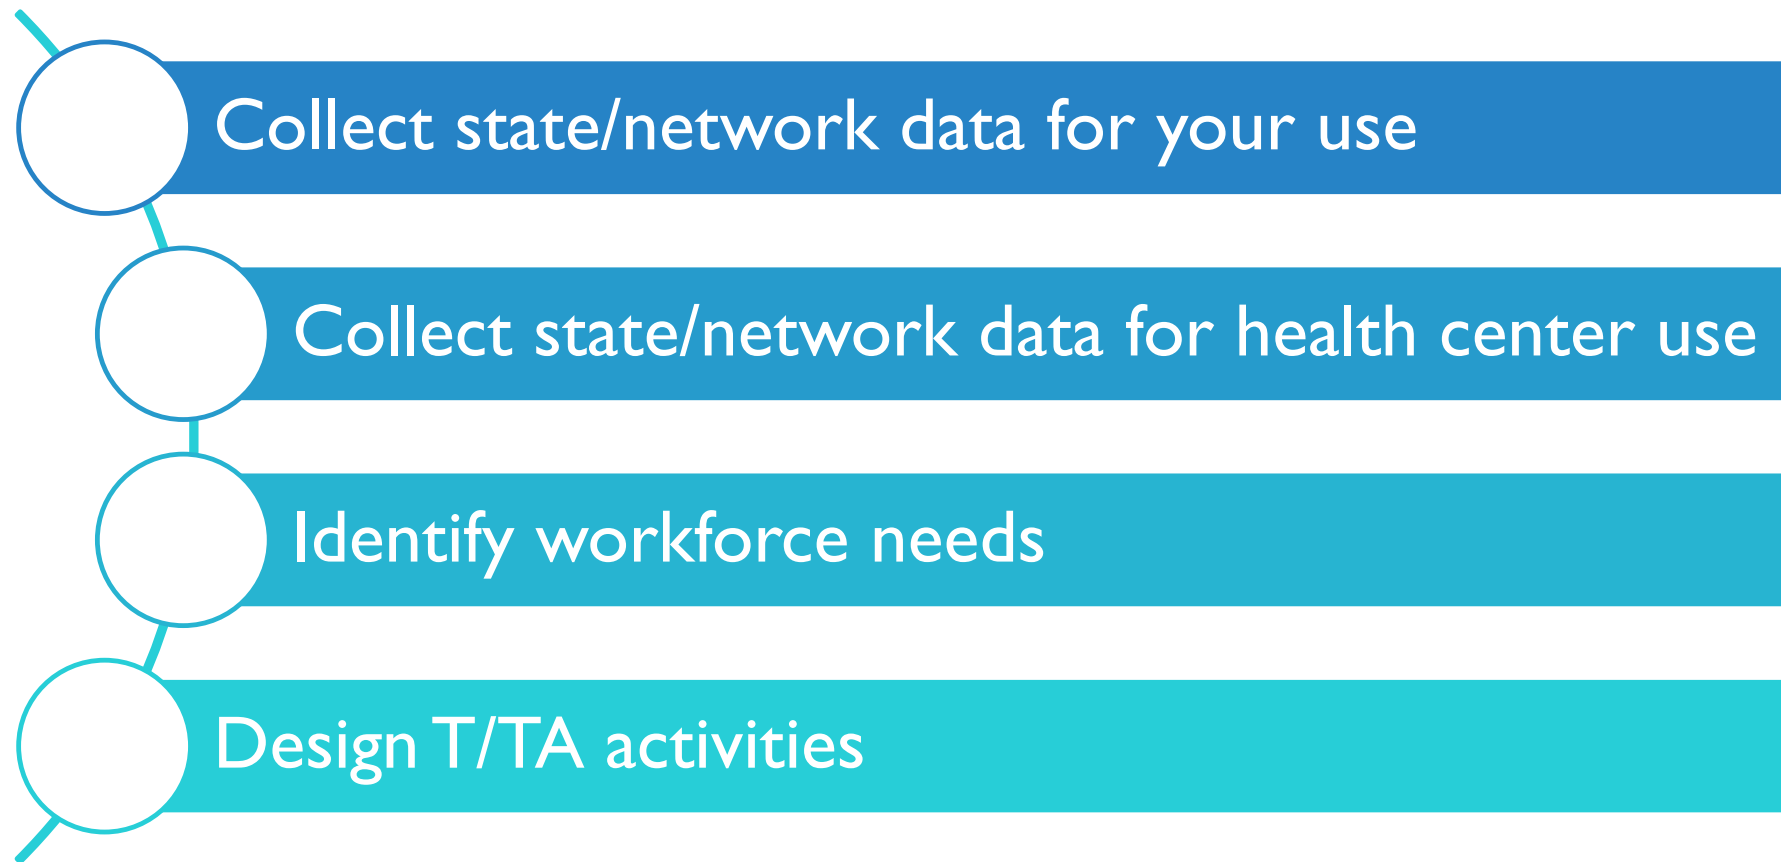 Collect state/network data for your use
Collect state/network data for health center use
Identify workforce needs
Design T/TA activities